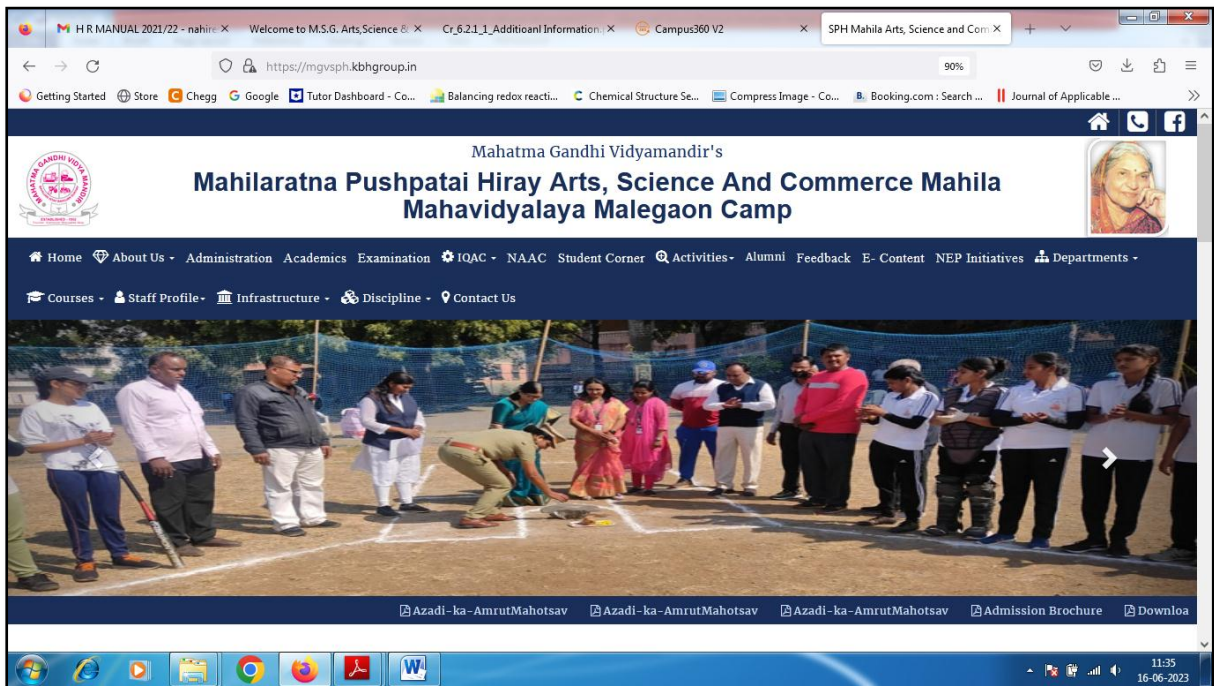 H R MANUAL 2021/22 - nahire
Welcome to M.S.G. Arts,Science &
Cr_6.2.1_1_Additioanl Information.
Campus360 V2
SPH Mahila Arts, Science and Com
https://mgvsph.kbhgroup.in
90%
Getting Started Store Chegg Google Tutor Dashboard - Co... Balancing redox reacti... Chemical Structure Se... Compress Image - Co... Booking.com : Search ... Journal of Applicable ...
Mahatma Gandhi Vidyamandir's
Mahilaratna Pushpatai Hiray Arts, Science And Commerce Mahila
Mahavidyalaya Malegaon Camp
Home About Us Administration Academics Examination IQAC NAAC Student Corner Activities Alumni Feedback E- Content NEP Initiatives Departments
Courses Staff Profile Infrastructure Discipline Contact Us
Azadi-ka-AmrutMahotsav Azadi-ka-AmrutMahotsav Azadi-ka-AmrutMahotsav Admission Brochure Downloa
11:35
16-06-2023